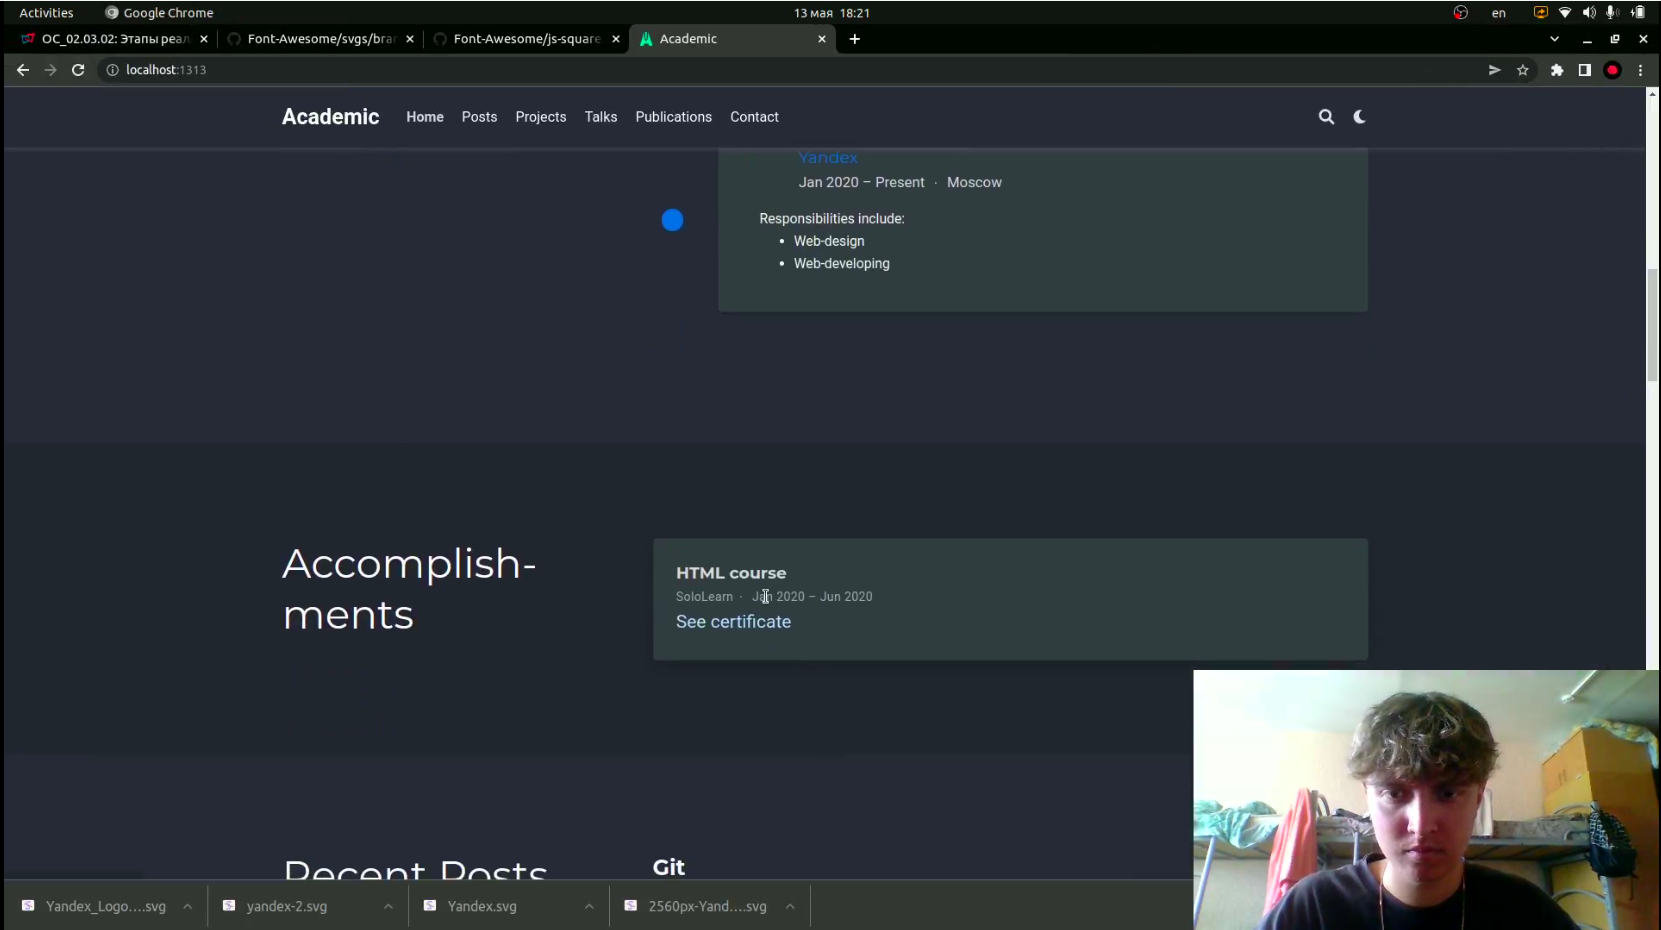 Activities Google Chrome 13 мая 18:21 en
ОС_02.03.02: Этапы реал Font-Awesome/svgs/bra Font-Awesome/js-square Academic
localhost:1313
Academic Home Posts Projects Talks Publications Contact
Yandex
Jan 2020 – Present · Moscow
Responsibilities include:
• Web-design
• Web-developing
Accomplish-
ments
HTML course
SoloLearn · Jan 2020 – Jun 2020
See certificate
Recent Posts
Git
Yandex_Logo....svg yandex-2.svg Yandex.svg 2560px-Yand....svg